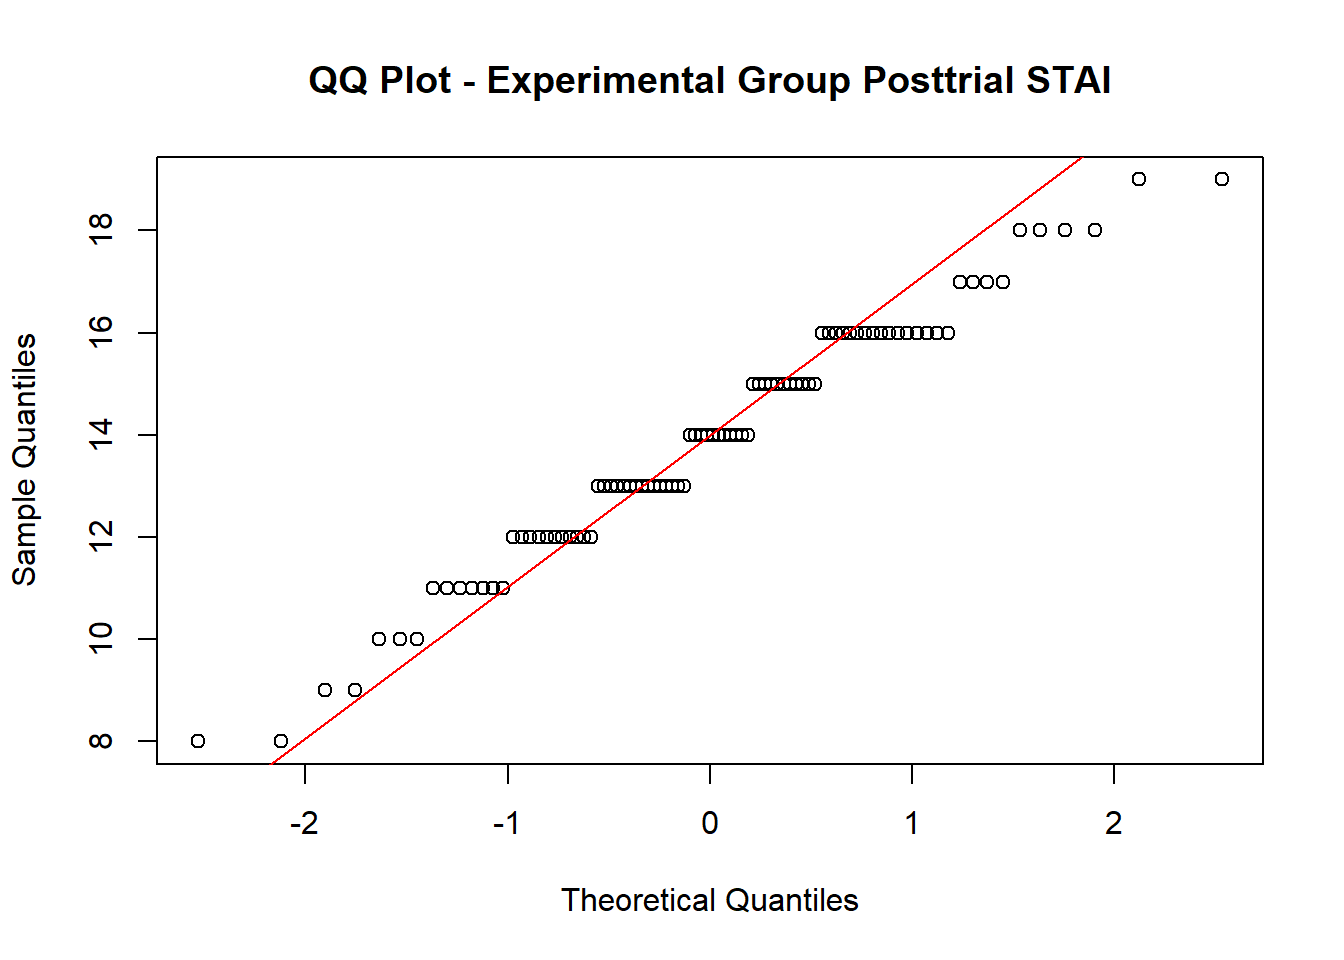 QQ Plot - Experimental Group Posttrial STAI
Sample Quantiles
18
16
14
12
10
8
-2 -1 0 1 2
Theoretical Quantiles